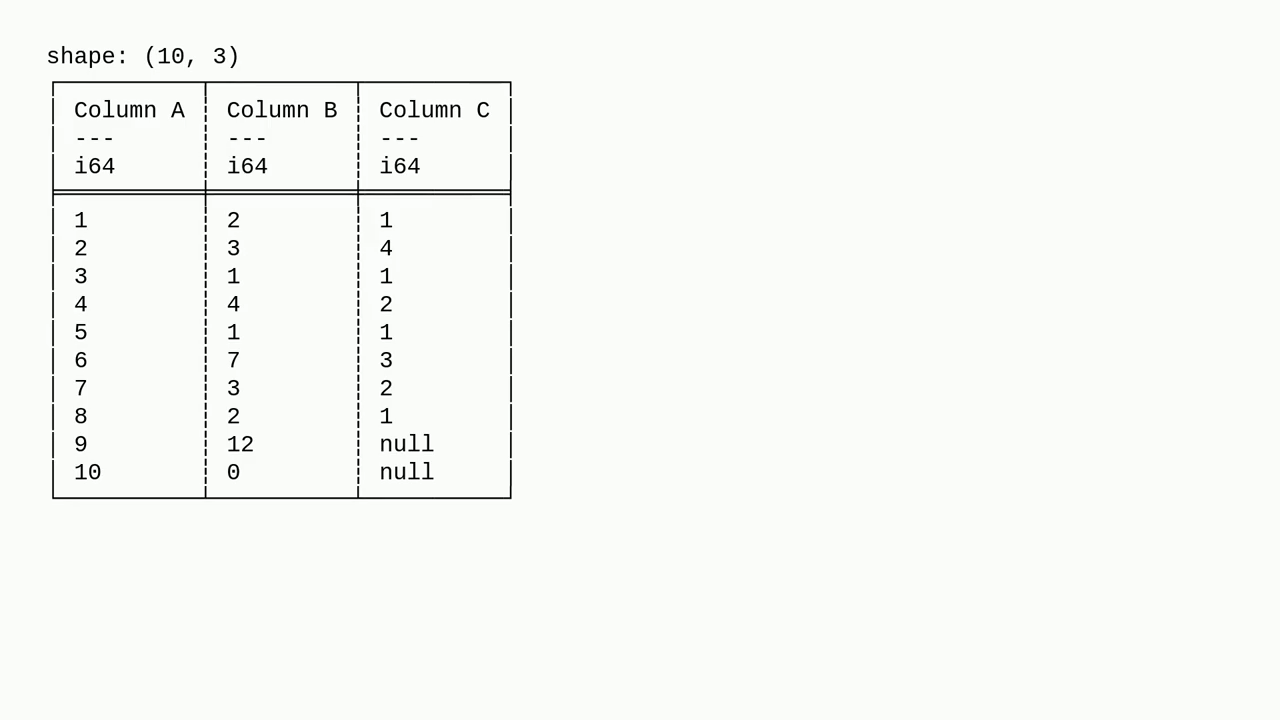 shape: (10, 3)
Column A Column B Column C
--- --- ---
i64 i64 i64
1 2 1
2 3 4
3 1 1
4 4 2
5 1 1
6 7 3
7 3 2
8 2 1
9 12 null
10 0 null